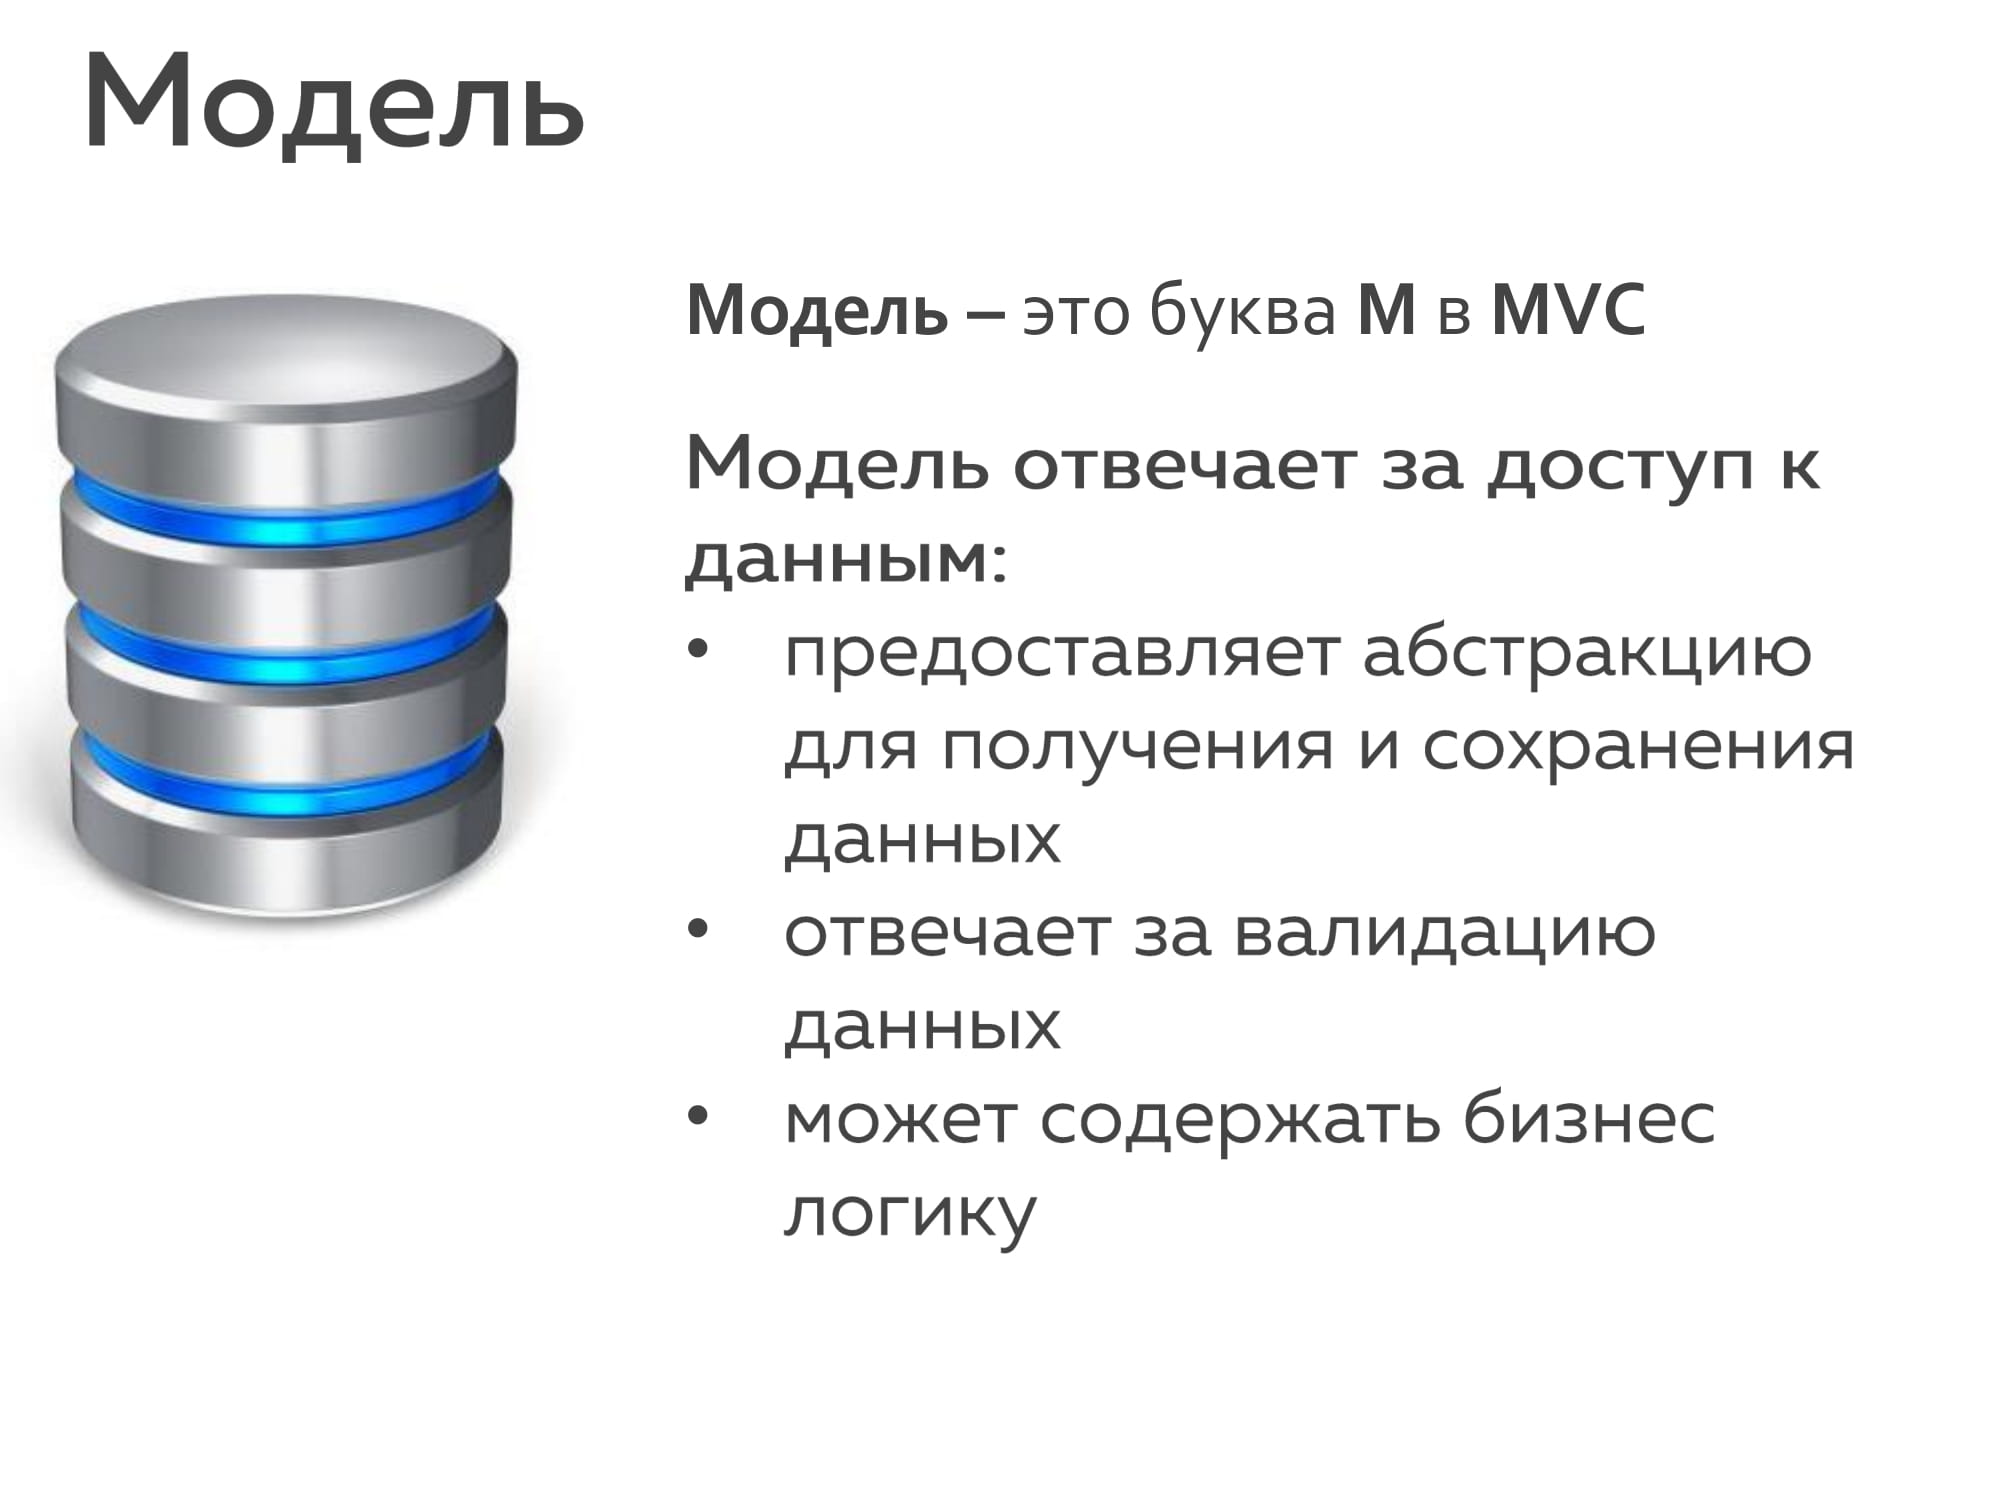 Модель
Модель – это буква М в MVC
Модель отвечает за доступ к
данным:
• предоставляет абстракцию
для получения и сохранения
данных
• отвечает за валидацию
данных
• может содержать бизнес
логику